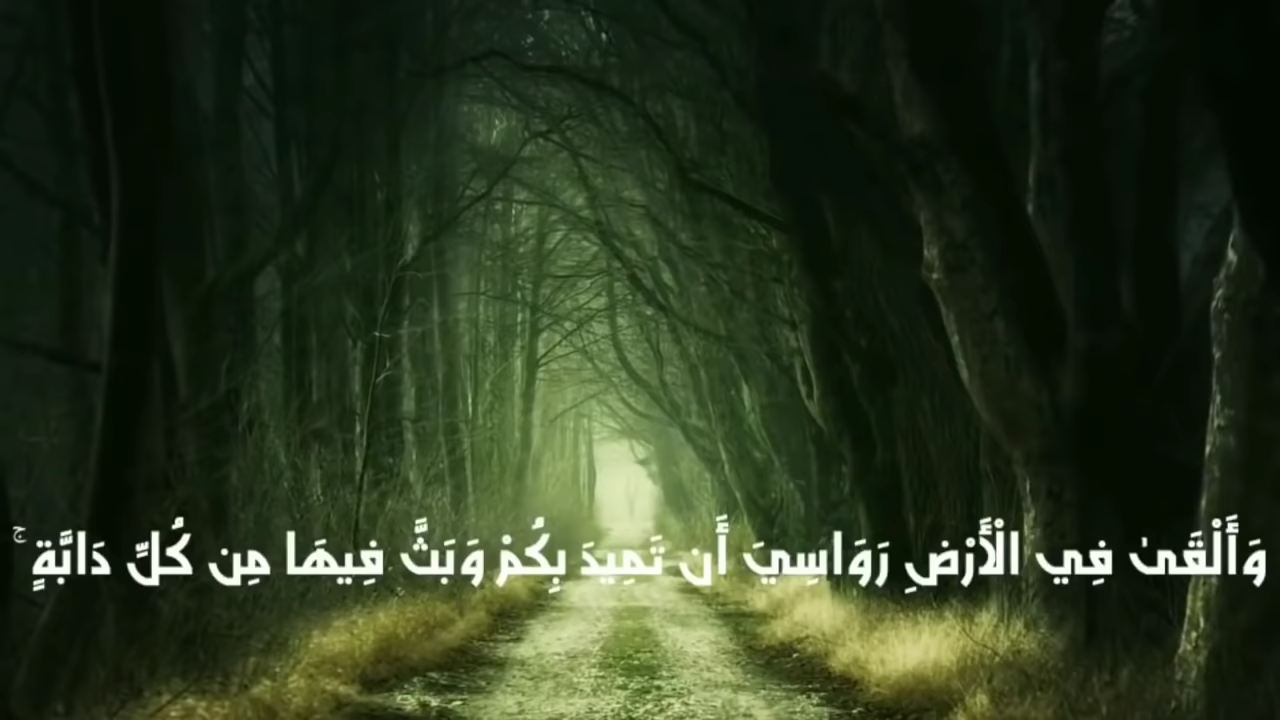 وَأَلْقَىٰ فِي الْأَرْضِ رَوَاسِيَ أَن تَمِيدَ بِكُمْ وَبَثَّ فِيهَا مِن كُلِّ دَابَّةٍ ۚ